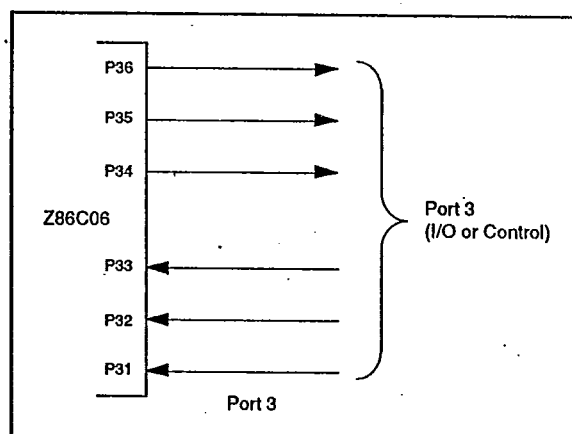 P36
P35
P34
Z86C06
P33
P32
P31
Port 3
(I/O or Control)
Port 3